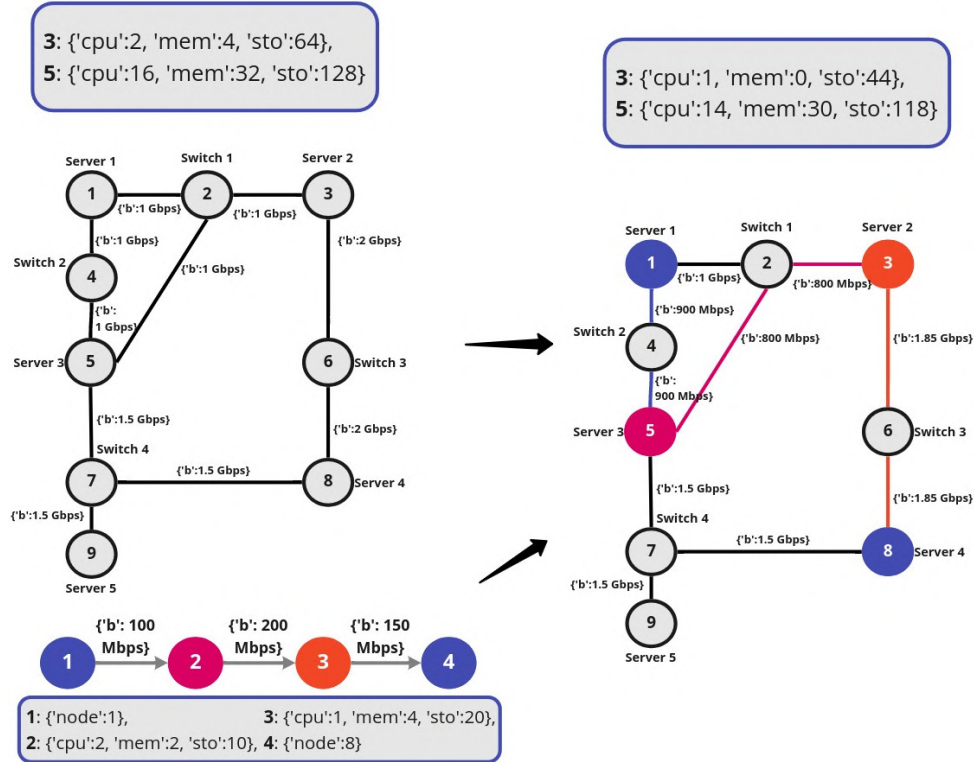 3: {'cpu':2, 'mem':4, 'sto':64},
5: {'cpu':16, 'mem':32, 'sto':128}
Server 1
Switch 1
Server 2
1
2
3
{'b':1 Gbps}
{'b':1 Gbps}
{'b':1 Gbps}
{'b':2 Gbps}
Switch 2
4
{'b':1 Gbps}
{'b':
1 Gbps}
Server 3
5
6
Switch 3
{'b':1.5 Gbps}
{'b':2 Gbps}
Switch 4
7
{'b':1.5 Gbps}
8
Server 4
{'b':1.5 Gbps}
9
Server 5
{'b': 100
Mbps}
{'b': 200
Mbps}
{'b': 150
Mbps}
1
2
3
4
1: {'node':1},
3: {'cpu':1, 'mem':4, 'sto':20},
2: {'cpu':2, 'mem':2, 'sto':10},
4: {'node':8}
3: {'cpu':1, 'mem':0, 'sto':44},
5: {'cpu':14, 'mem':30, 'sto':118}
Server 1
Switch 1
Server 2
1
2
3
{'b':1 Gbps}
{'b':800 Mbps}
{'b':900 Mbps}
Switch 2
4
{'b':800 Mbps}
{'b':1.85 Gbps}
{'b':
900 Mbps}
Server 3
5
6
Switch 3
{'b':1.5 Gbps}
{'b':1.85 Gbps}
Switch 4
7
{'b':1.5 Gbps}
8
Server 4
{'b':1.5 Gbps}
9
Server 5